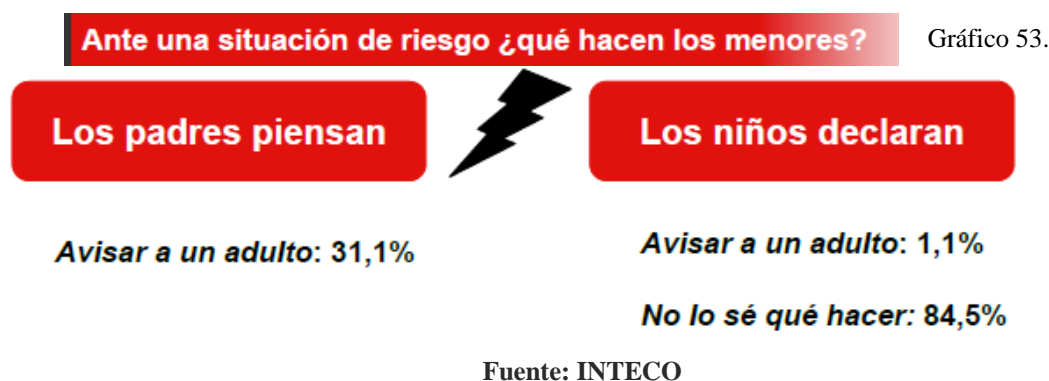 Ante una situación de riesgo ¿qué hacen los menores?
Gráfico 53.
Los padres piensan
Los niños declaran
Avisar a un adulto: 31,1%
Avisar a un adulto: 1,1%
No lo sé qué hacer: 84,5%
Fuente: INTECO